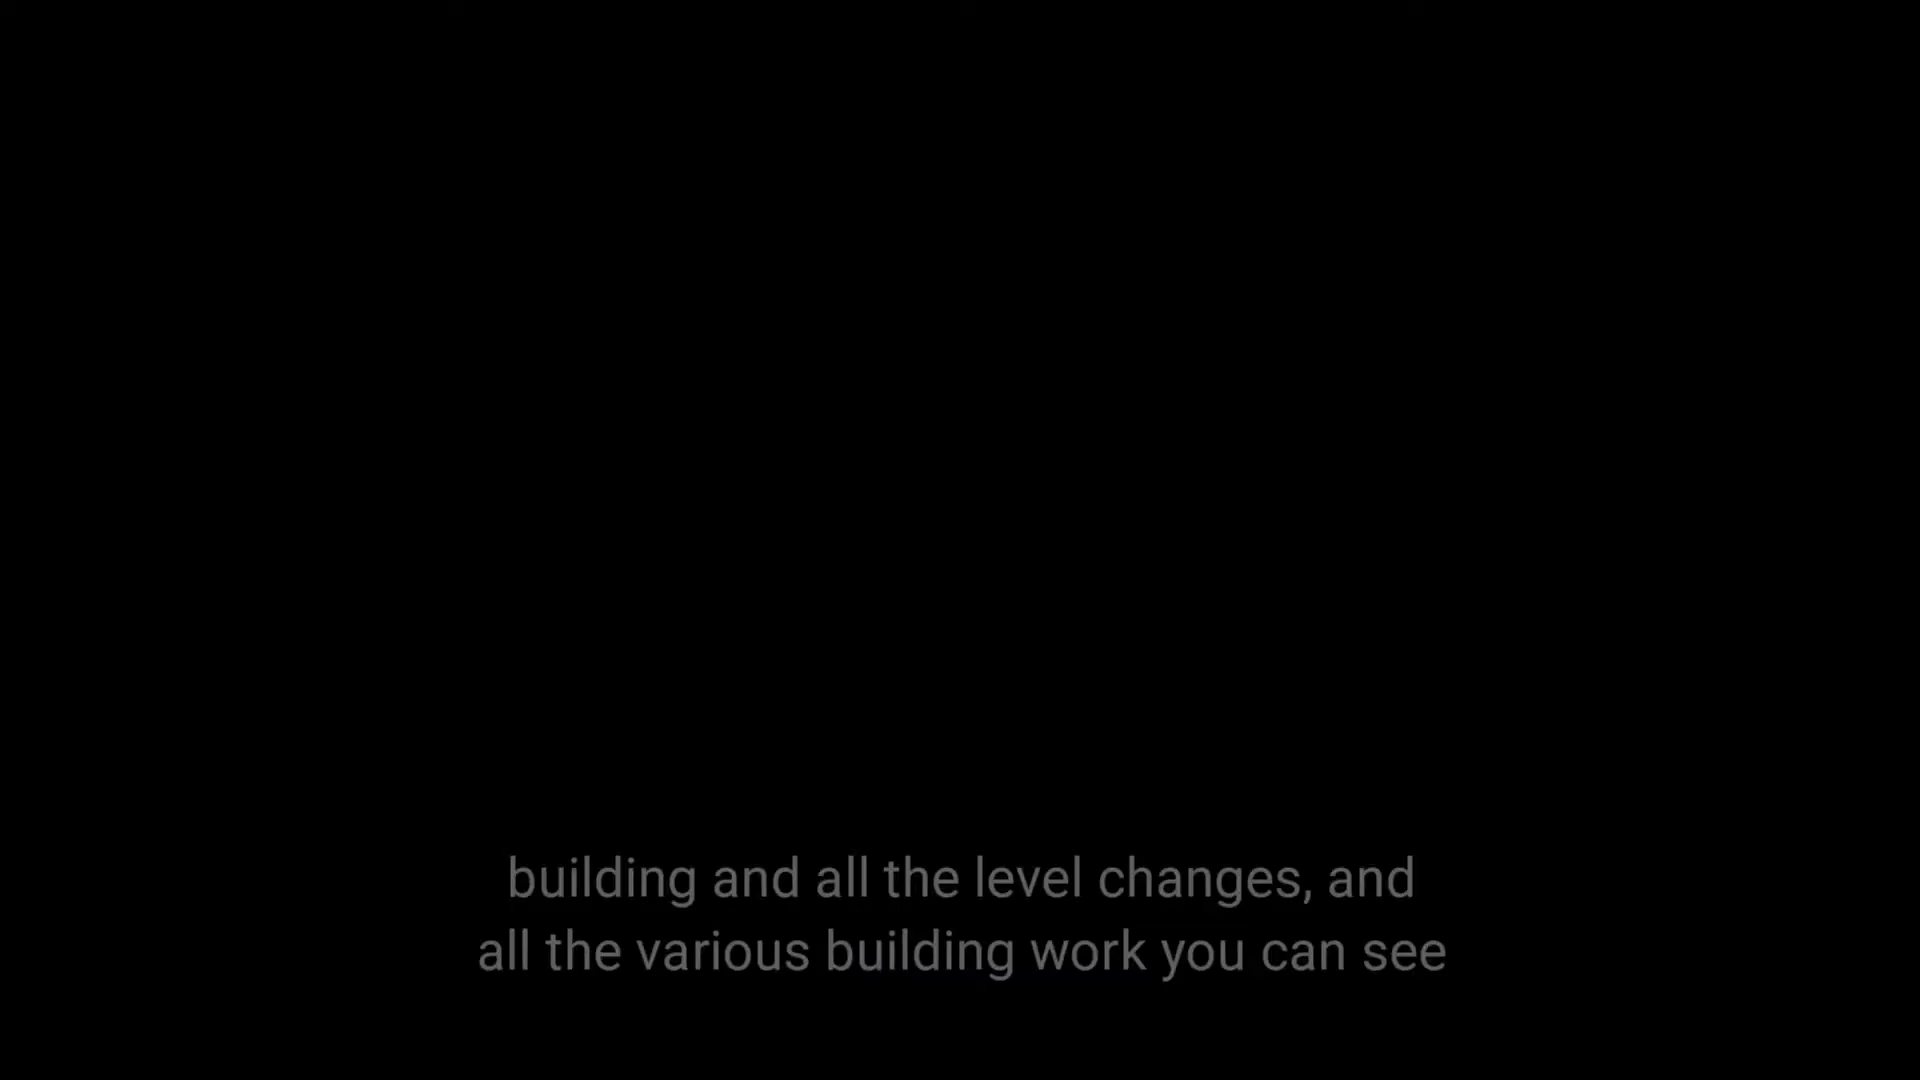 building and all the level changes, and
all the various building work you can see